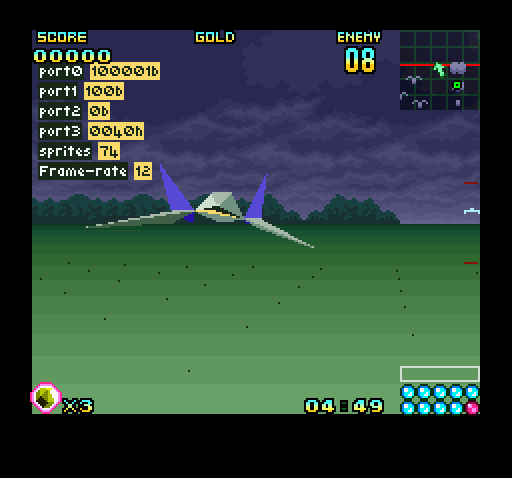 SCORE GOLD ENEMY
00000 08
port0 100001b
port1 100b
port2 0b
port3 0040h
sprites 74
Frame-rate 12
X3 04:49